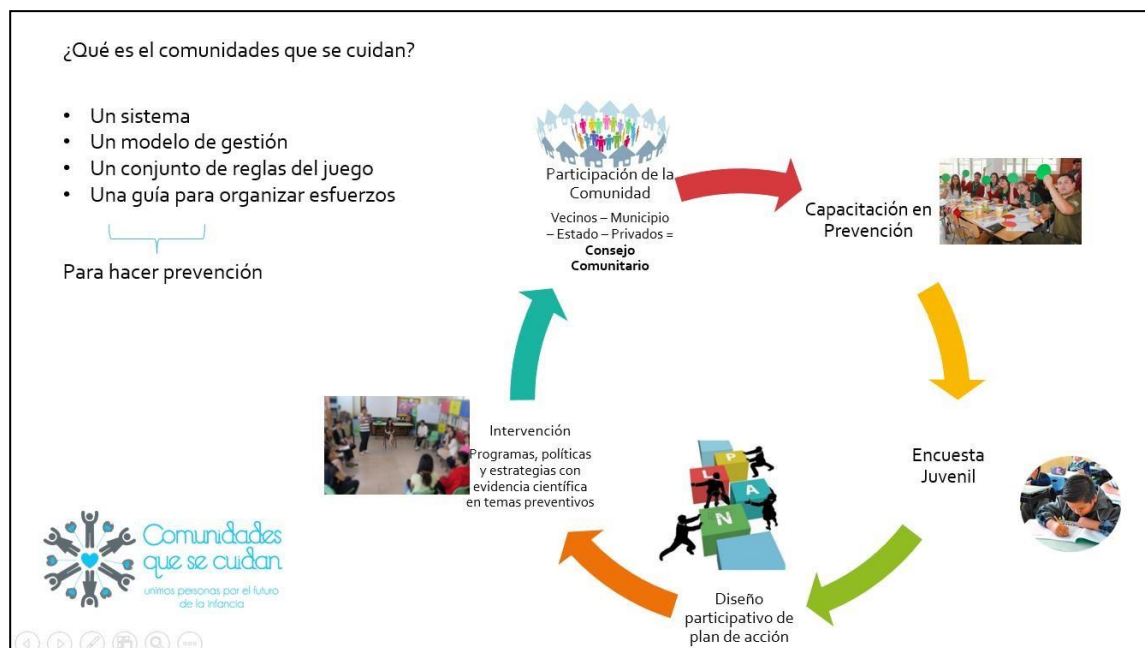 ¿Qué es el comunidades que se cuidan?
• Un sistema
• Un modelo de gestión
• Un conjunto de reglas del juego
• Una guía para organizar esfuerzos
Para hacer prevención
Participación de la
Comunidad
Vecinos – Municipio
– Estado – Privados =
Consejo
Comunitario
Capacitación en
Prevención
Encuesta
Juvenil
P
L
A
N
Diseño
participativo de
plan de acción
Intervención
Programas, políticas
y estrategias con
evidencia científica
en temas preventivos
Comunidades
que se cuidan
unimos personas por el futuro
de la infancia